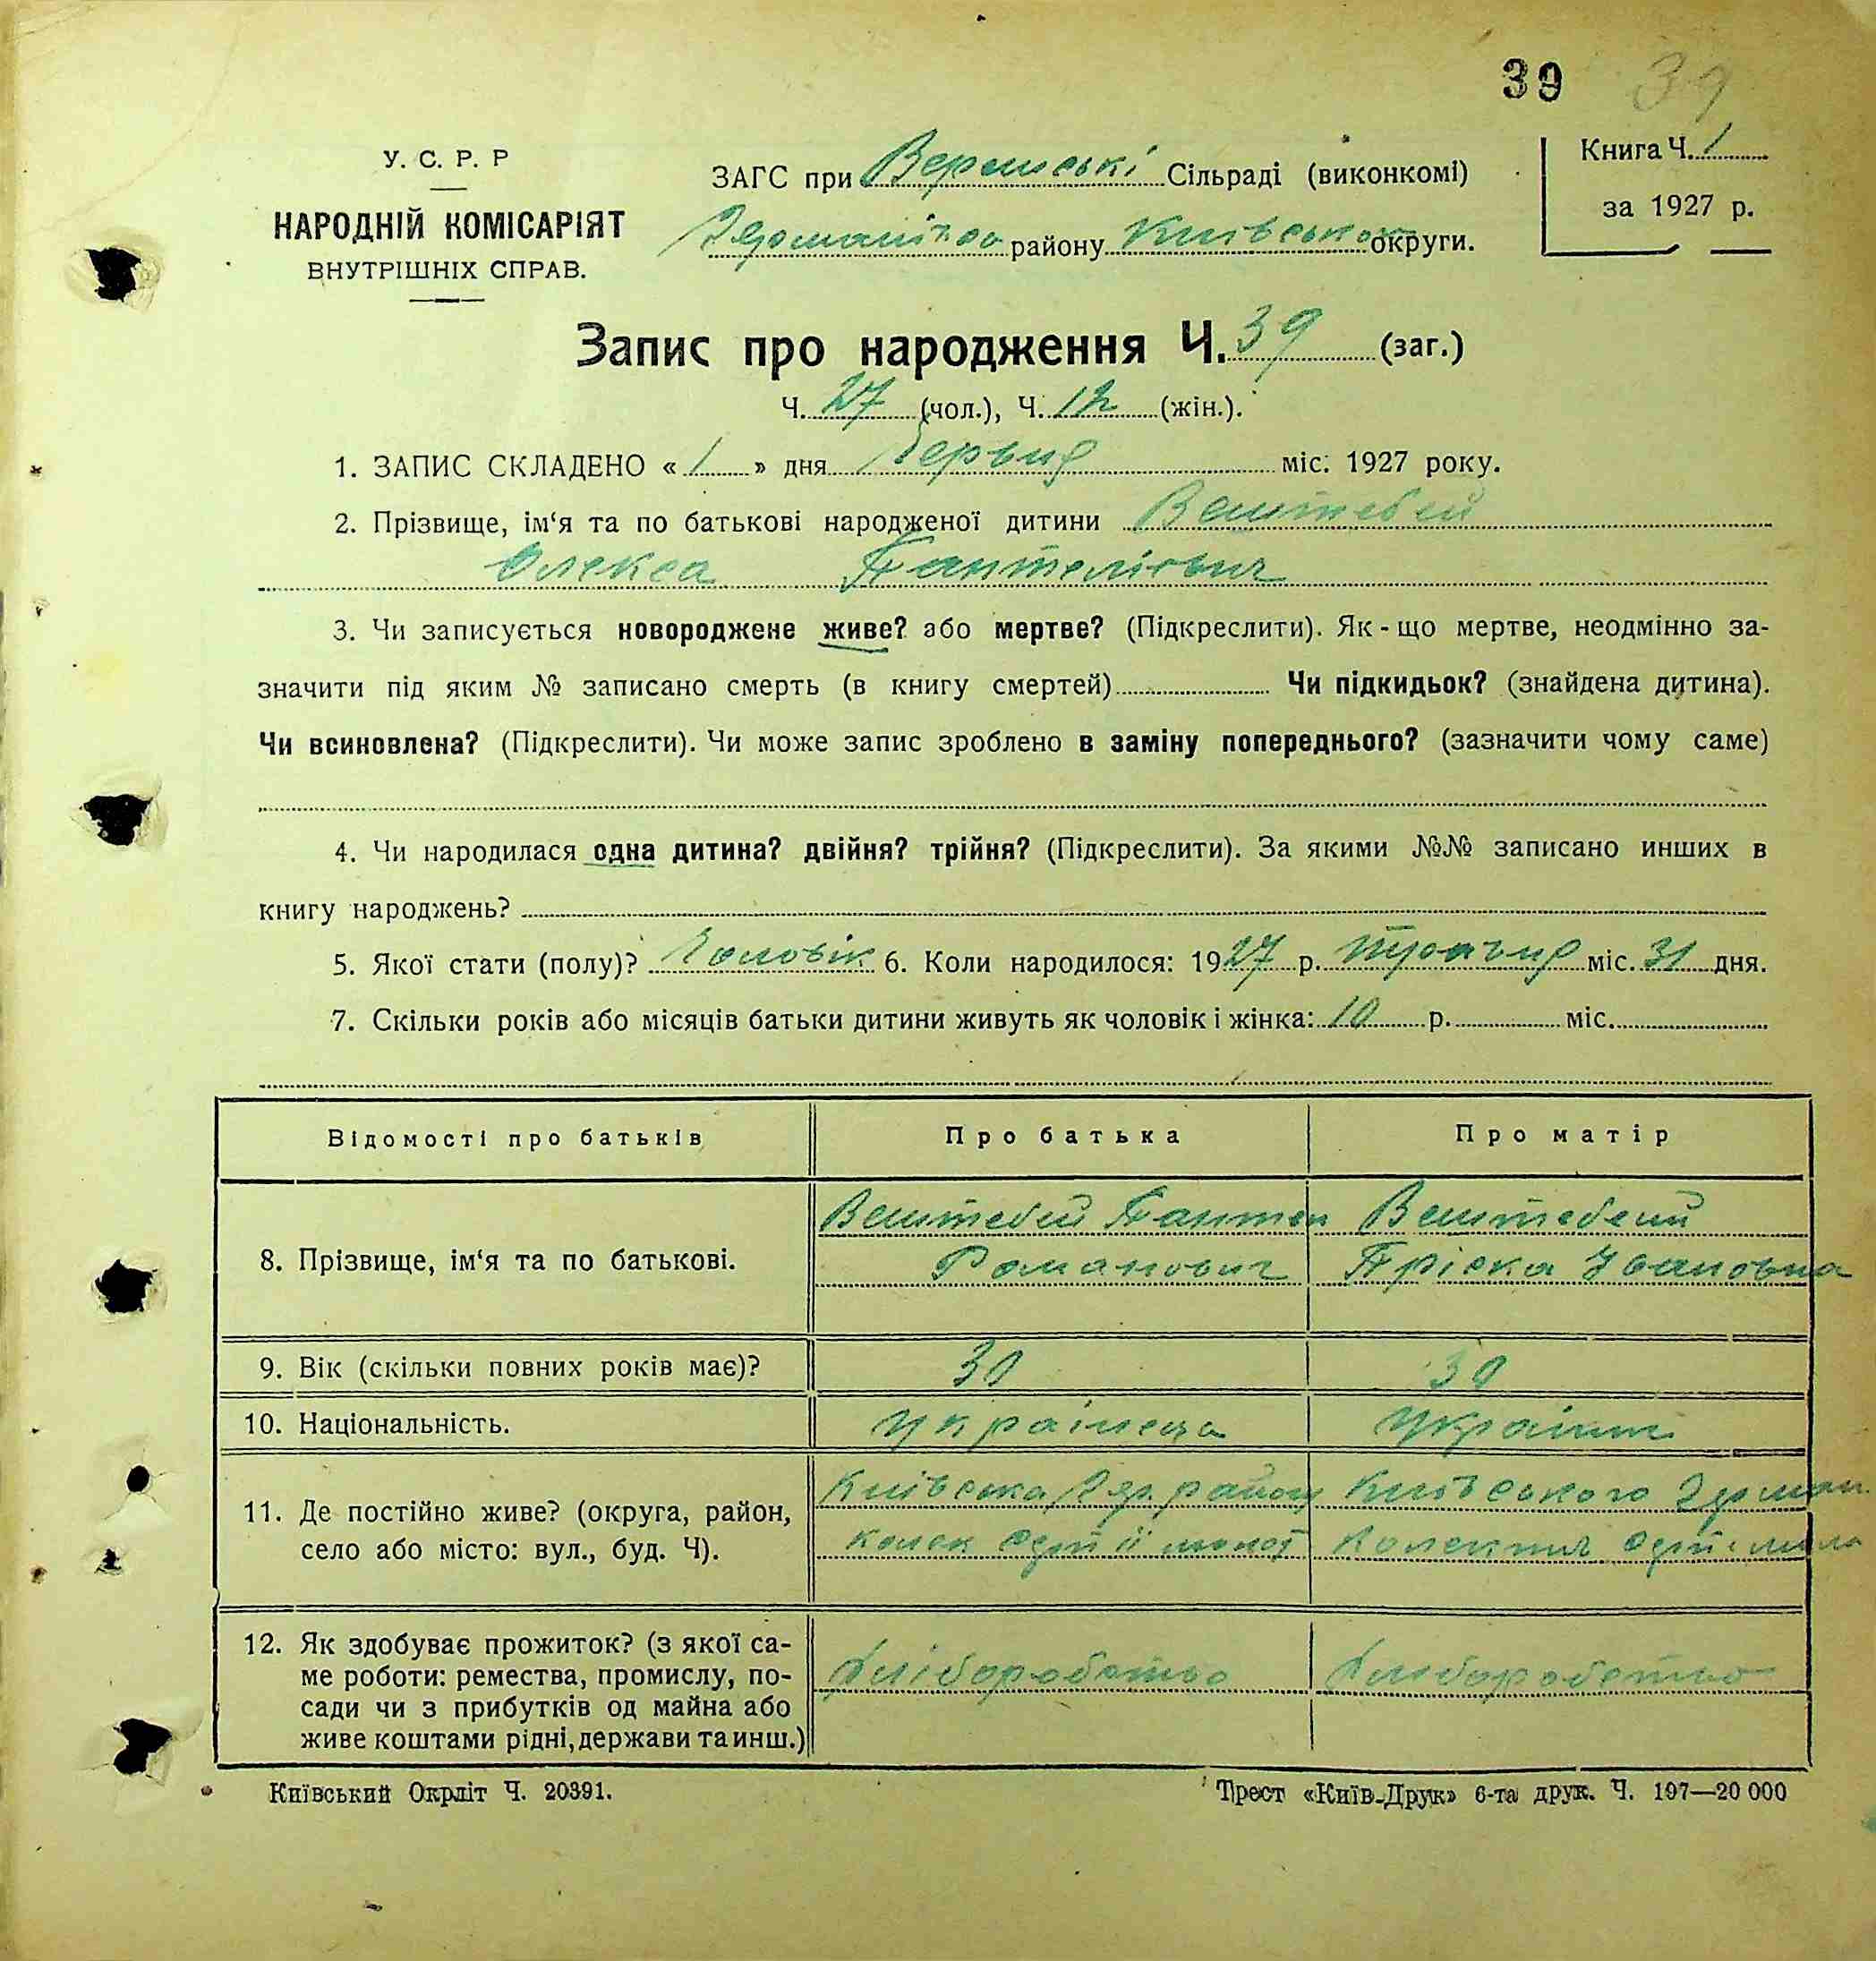 39 39
У. С. Р. Р
НАРОДНІЙ КОМІСАРІЯТ
ВНУТРІШНІХ СПРАВ.
ЗАГС при Сільраді (виконкомі)
району Київської округи.
Книга Ч. 1
за 1927 р.
Запис про народження Ч. 39 (заг.)
Ч. 27 (чол.), Ч. 12 (жін.).
1. ЗАПИС СКЛАДЕНО « 1 » дня Червня міс. 1927 року.
2. Прізвище, ім‘я та по батькові народженої дитини Вештебей
Олекса Пантелієвич
3. Чи записується новороджене живе? або мертве? (Підкреслити). Як-що мертве, неодмінно за-
значити під яким № записано смерть (в книгу смертей) Чи підкидьок? (знайдена дитина).
Чи всиновлена? (Підкреслити). Чи може запис зроблено в заміну попереднього? (зазначити чому саме)
4. Чи народилася одна дитина? двійня? трійня? (Підкреслити). За якими №№ записано инших в
книгу народжень?
5. Якої стати (полу)? Чоловік 6. Коли народилося: 1927 р. травня міс. 31 дня.
7. Скільки років або місяців батьки дитини живуть як чоловік і жінка: 10 р. міс.
Відомості про батьків Про батька Про матір
8. Прізвище, ім‘я та по батькові.
Вештебей Пантел
Романович
Вештебей
Пріска Івановна
9. Вік (скільки повних років має)? 30 30
10. Національність. Українець Украін
11. Де постійно живе? (округа, район,
село або місто: вул., буд. Ч).
Київська району
Київського
12. Як здобуває прожиток? (з якої са-
ме роботи: ремества, промислу, по-
сади чи з прибутків од майна або
живе коштами рідні, держави та инш.)
Хліборобство
Хліборобство
Київський Окрліт Ч. 20391.
Трест «Київ-Друк» 6-та друк. Ч. 197—20 000